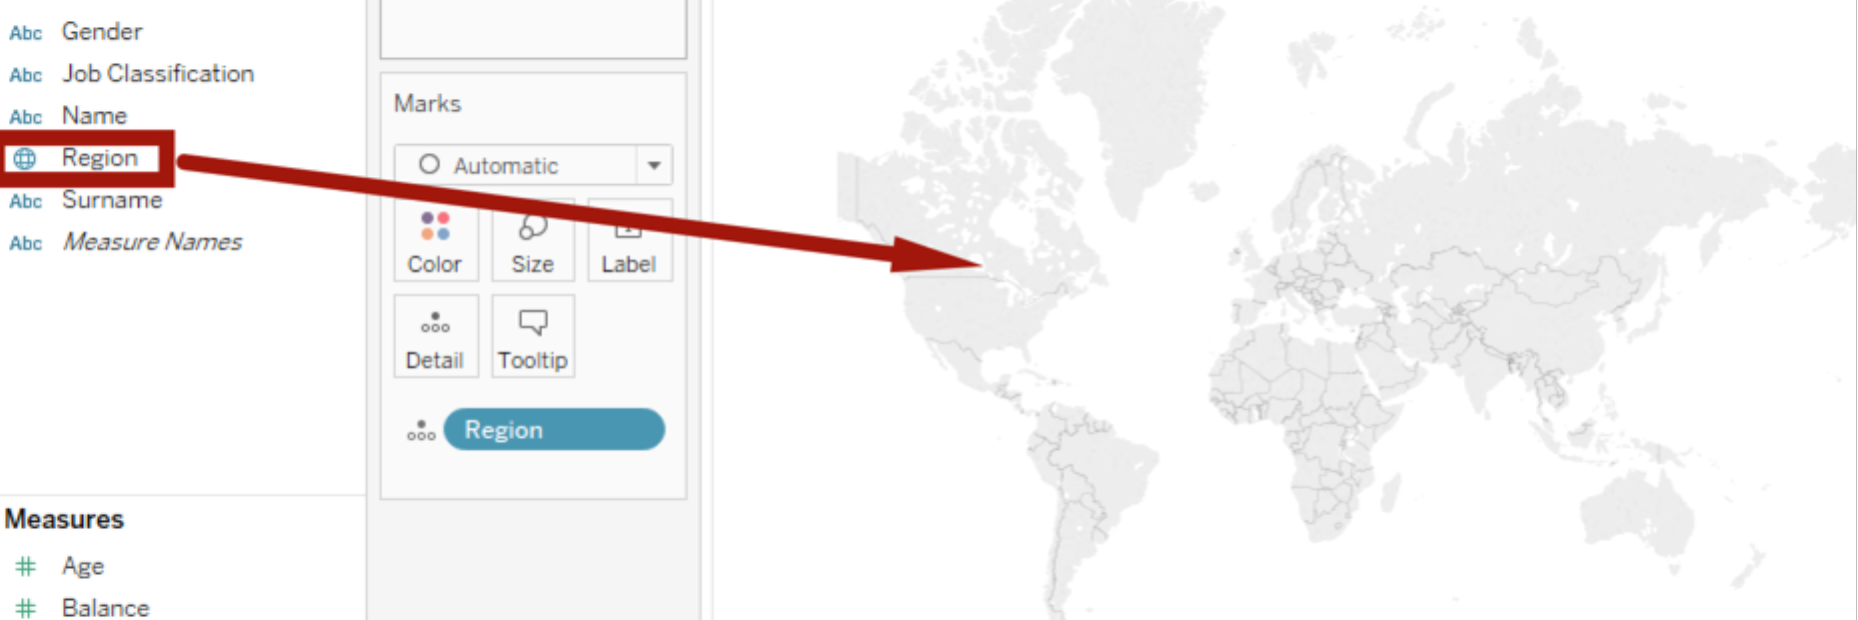 Abc Gender
Abc Job Classification
Abc Name
Region
Abc Surname
Abc Measure Names
Measures
# Age
# Balance
Marks
Automatic
Color Size Label
Detail Tooltip
Region